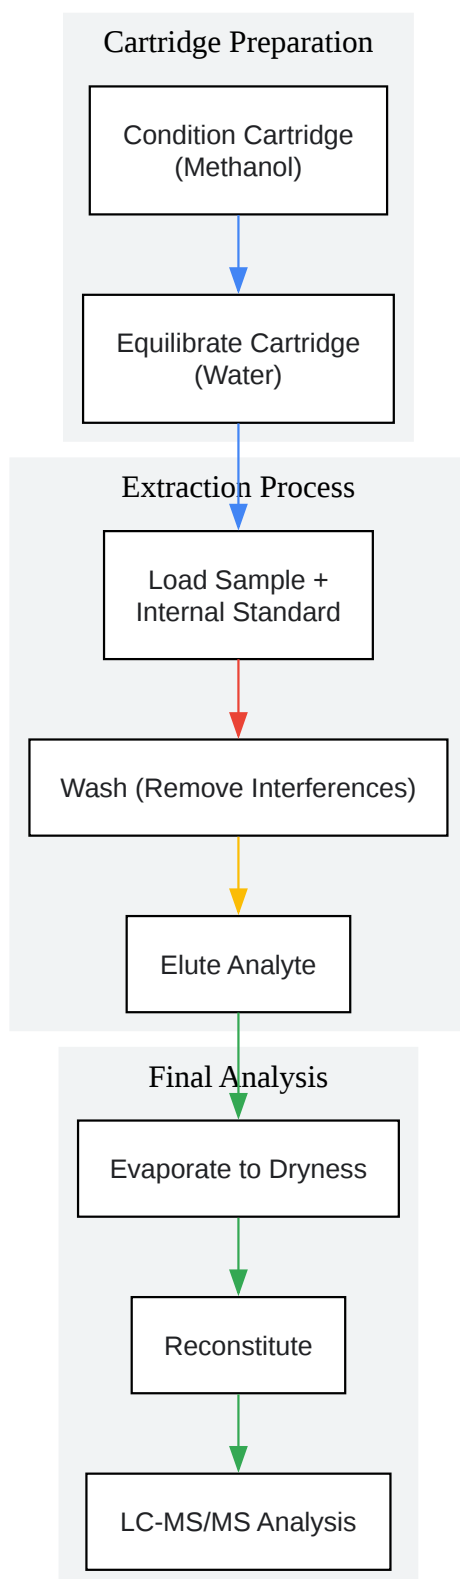 Cartridge Preparation
Condition Cartridge
(Methanol)
Equilibrate Cartridge
(Water)
Extraction Process
Load Sample +
Internal Standard
Wash (Remove Interferences)
Elute Analyte
Final Analysis
Evaporate to Dryness
Reconstitute
LC-MS/MS Analysis